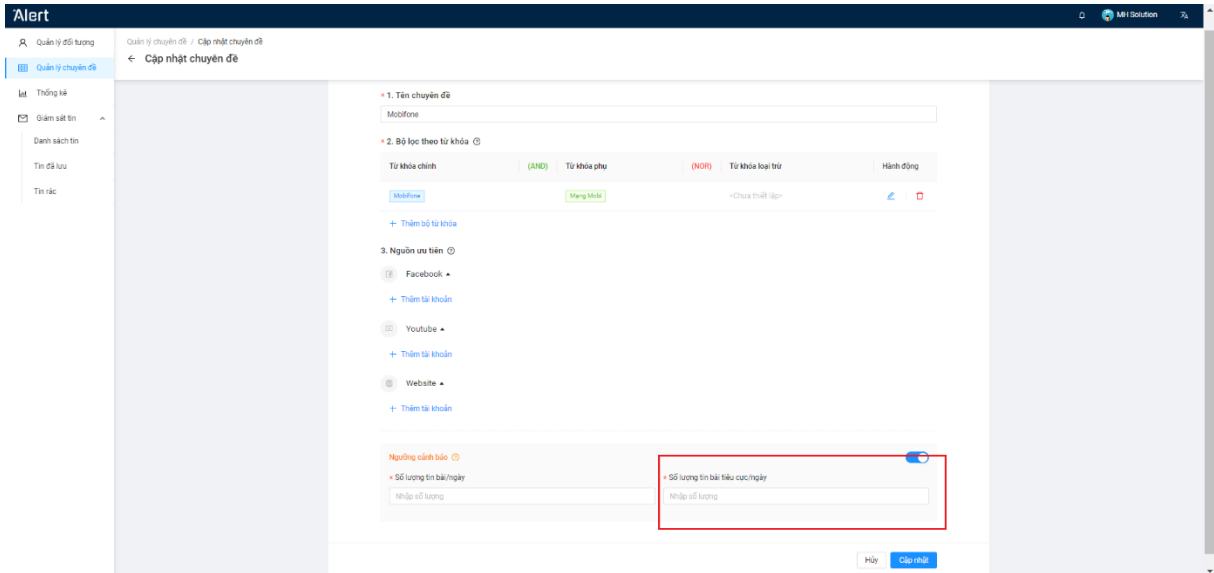 Alert
MH Solution
Quản lý đối tượng
Quản lý chuyên đề
Thống kê
Giám sát tin
Danh sách tin
Tin đã lưu
Tin rác
Quản lý chuyên đề / Cập nhật chuyên đề
← Cập nhật chuyên đề
* 1. Tên chuyên đề
Mobifone
* 2. Bộ lọc theo từ khóa
Từ khóa chính (AND) Từ khóa phụ (NOR) Từ khóa loại trừ Hành động
Mobifone Mạng Mobi <Chưa thiết lập>
+ Thêm bộ từ khóa
3. Nguồn ưu tiên
Facebook
+ Thêm tài khoản
Youtube
+ Thêm tài khoản
Website
+ Thêm tài khoản
Ngưỡng cảnh báo
* Số lượng tin bài/ngày * Số lượng tin bài tiêu cực/ngày
Nhập số lượng Nhập số lượng
Hủy Cập nhật